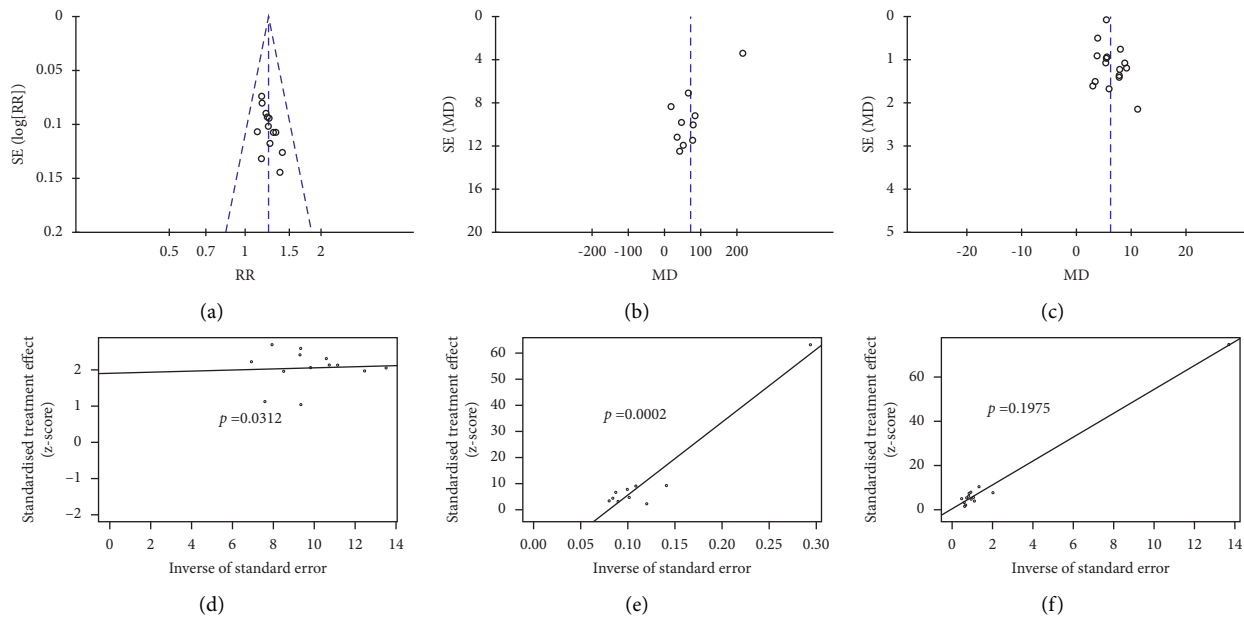 0
0.05
0.1
0.15
0.2
SE (log[RR])
0.5 0.7 1 1.5 2
RR
(a)
0
4
8
12
16
20
SE (MD)
-200 -100 0 100 200
MD
(b)
0
1
2
3
4
5
SE (MD)
-20 -10 0 10 20
MD
(c)
Standardised treatment effect
(z-score)
2
1
0
−1
−2
p =0.0312
0 2 4 6 8 10 12 14
Inverse of standard error
(d)
Standardised treatment effect
(z-score)
60
50
40
30
20
10
0
p =0.0002
0.00 0.05 0.10 0.15 0.20 0.25 0.30
Inverse of standard error
(e)
Standardised treatment effect
(z-score)
60
40
20
0
p =0.1975
0 2 4 6 8 10 12 14
Inverse of standard error
(f)